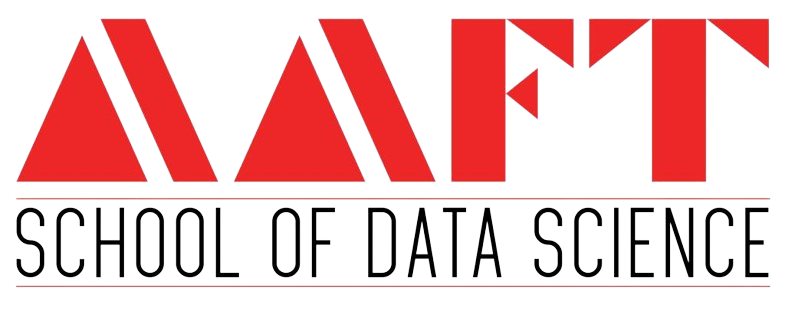 AAFT
SCHOOL OF DATA SCIENCE